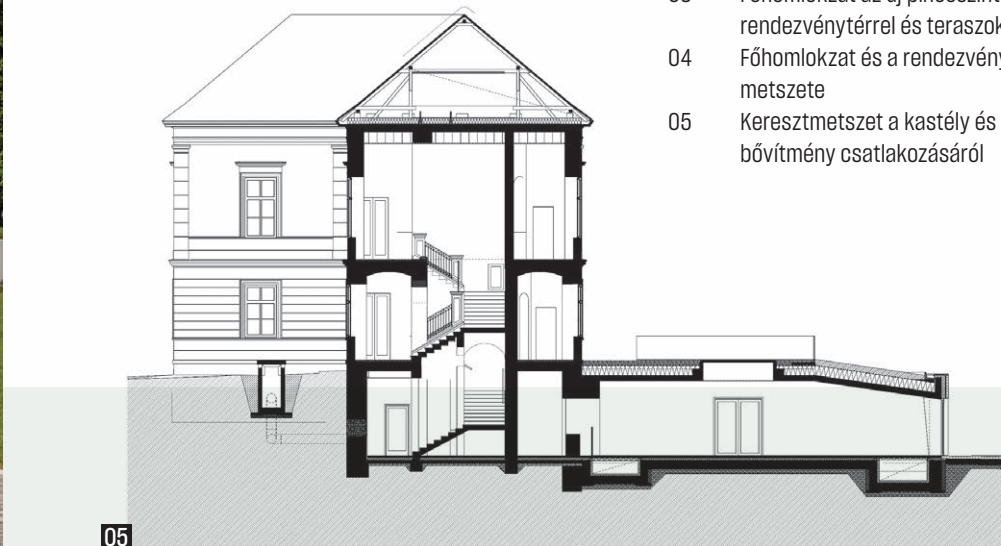 rendezvénytérrel és teraszok
04 Főhomlokzat és a rendezvény
metszete
05 Keresztmetszet a kastély és
bővítmény csatlakozásáról
05